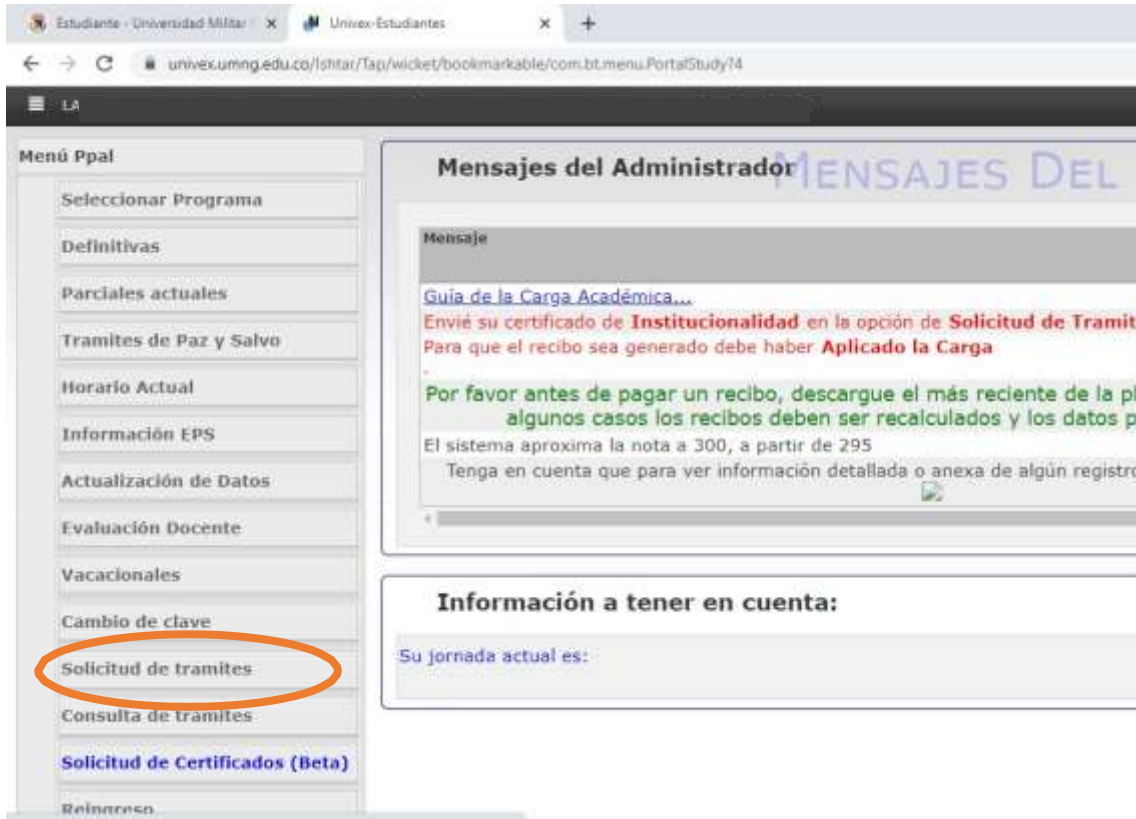 Estudiante - Universidad Militar
Univex-Estudiantes
univex.umng.edu.co/Ishtar/Tap/wicket/bookmarkable/com.bt.menu.PortalStudy?4
LA
Menú Ppal
Seleccionar Programa
Definitivas
Parciales actuales
Tramites de Paz y Salvo
Horario Actual
Información EPS
Actualización de Datos
Evaluación Docente
Vacacionales
Cambio de clave
Solicitud de tramites
Consulta de tramites
Solicitud de Certificados (Beta)
Reingreso
Mensajes del Administrador
MENSAJES DEL
Mensaje
Guía de la Carga Académica...
Envié su certificado de Institucionalidad en la opción de Solicitud de Tramit
Para que el recibo sea generado debe haber Aplicado la Carga
.
Por favor antes de pagar un recibo, descargue el más reciente de la pl
algunos casos los recibos deben ser recalculados y los datos p
El sistema aproxima la nota a 300, a partir de 295
Tenga en cuenta que para ver información detallada o anexa de algún registro
Información a tener en cuenta:
Su jornada actual es: